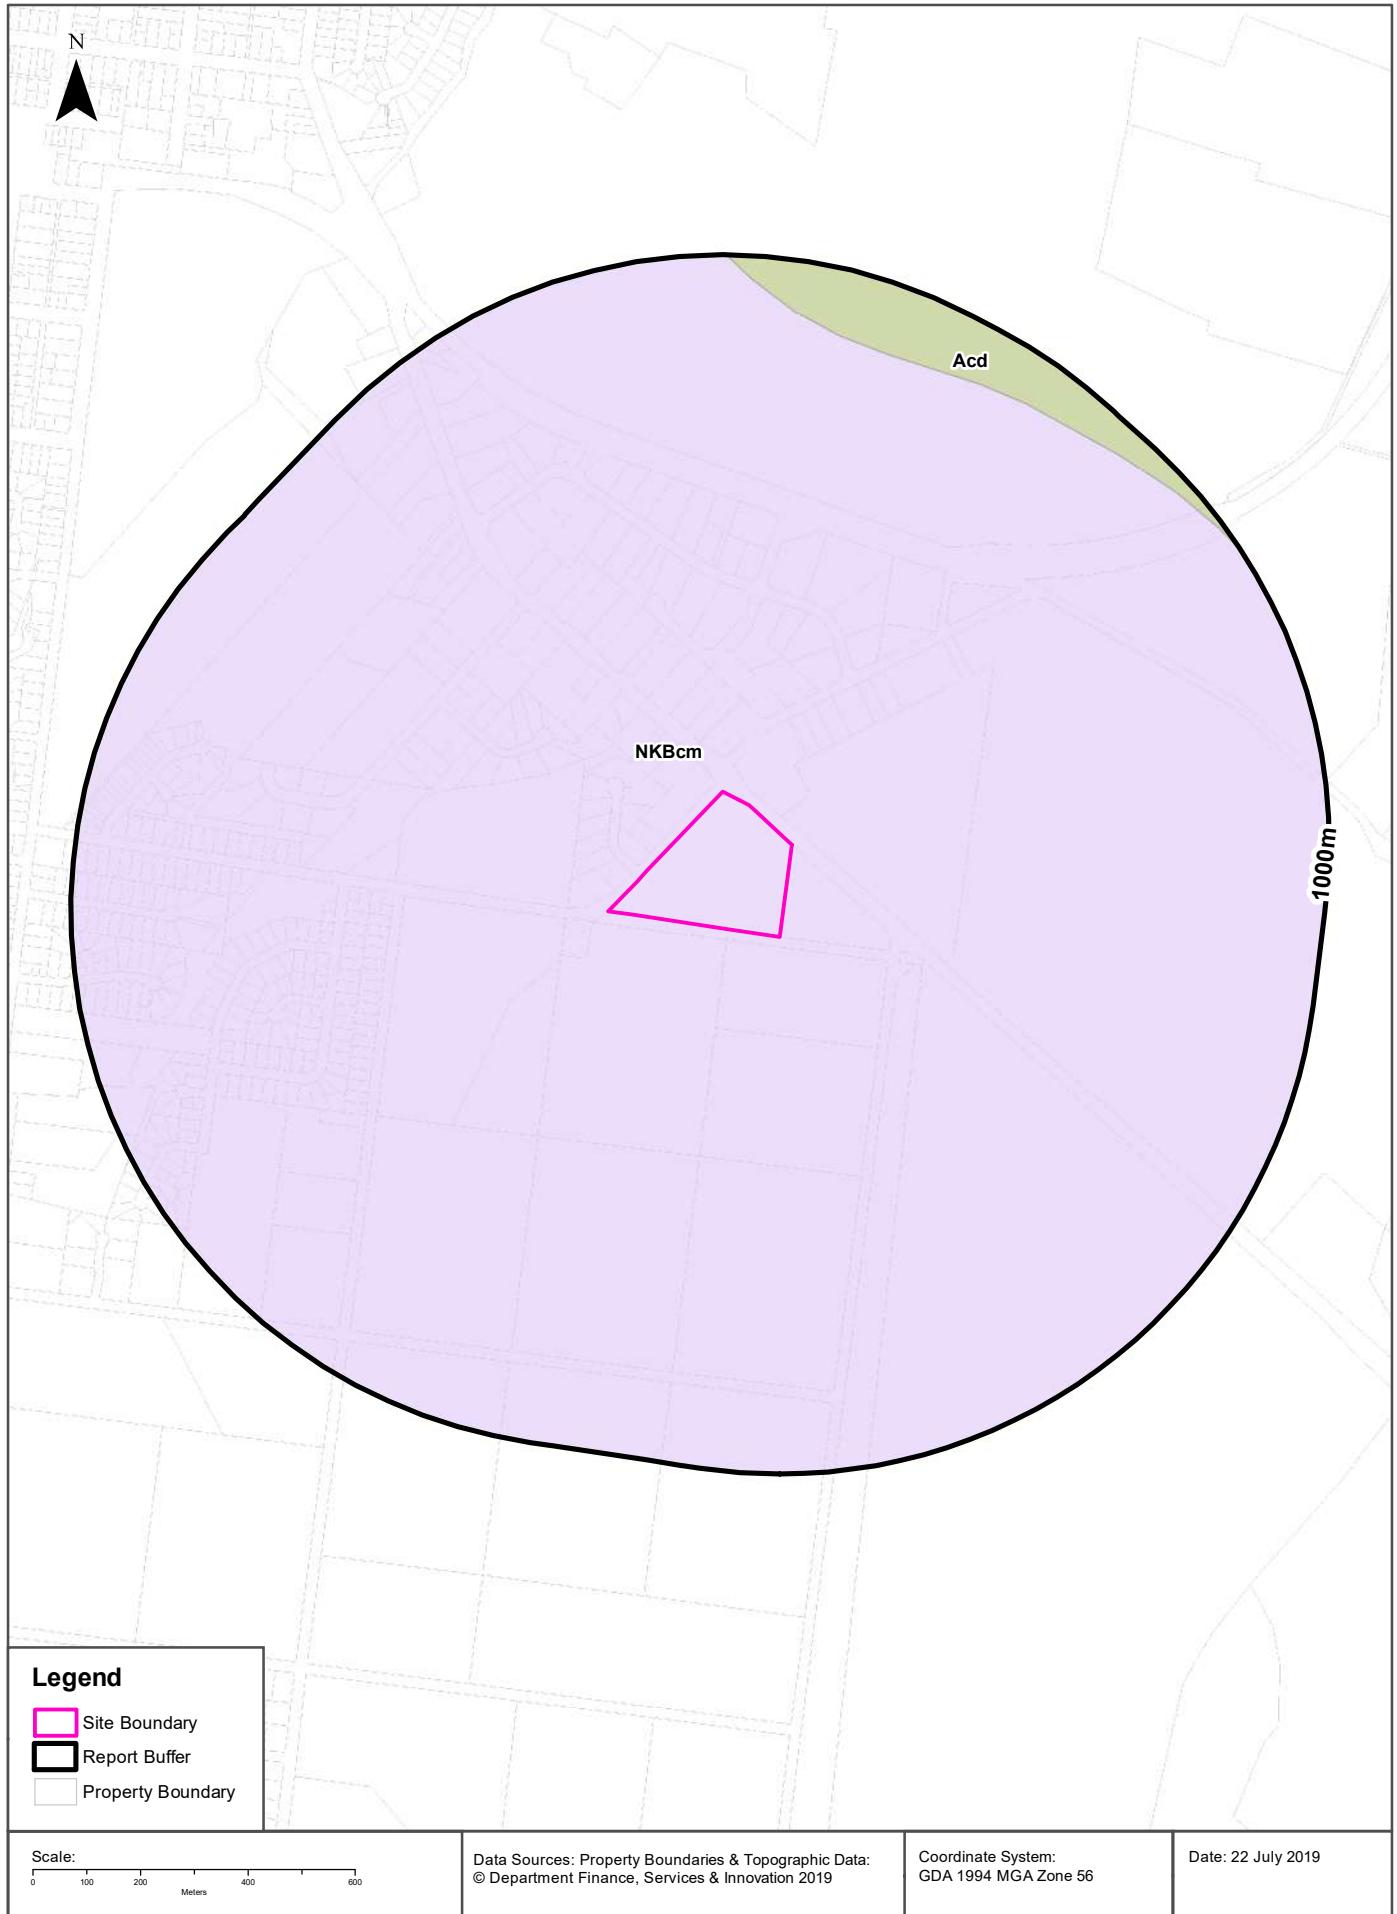 N
Acd
NKBcm
1000m
Legend
Site Boundary
Report Buffer
Property Boundary
Scale:
0 100 200 400 600
Meters
Data Sources: Property Boundaries & Topographic Data:
© Department Finance, Services & Innovation 2019
Coordinate System:
GDA 1994 MGA Zone 56
Date: 22 July 2019